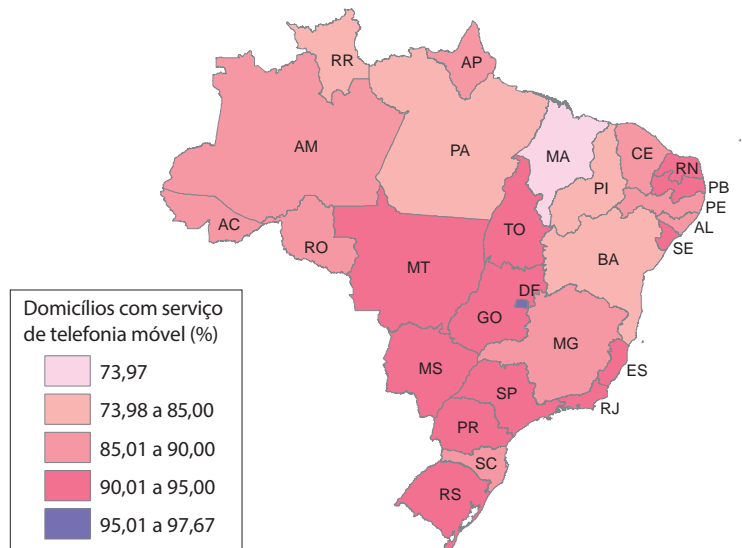 RR
AP
AM
PA
MA
CE
RN
PB
PE
AL
SE
PI
AC
RO
TO
BA
MT
DF
GO
MG
ES
MS
SP
RJ
PR
SC
RS
Domicílios com serviço
de telefonia móvel (%)
73,97
73,98 a 85,00
85,01 a 90,00
90,01 a 95,00
95,01 a 97,67